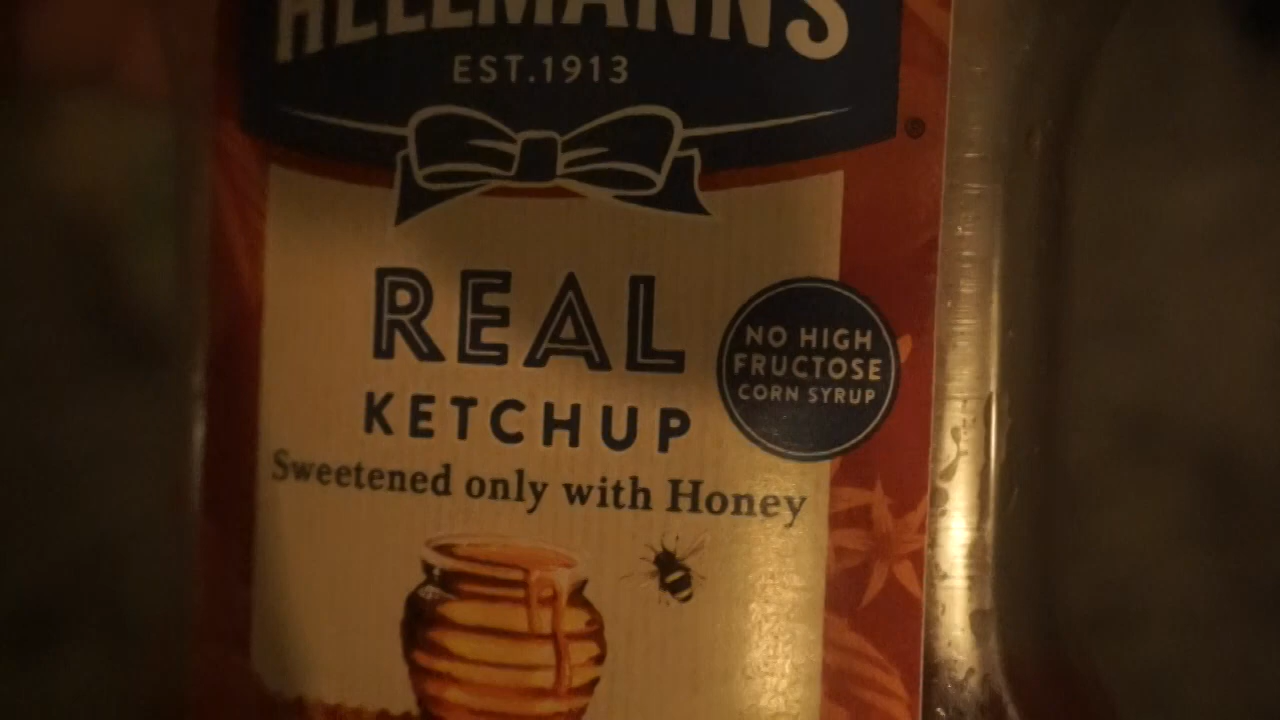 HELLMANN'S
EST.1913
®
REAL
KETCHUP
NO HIGH
FRUCTOSE
CORN SYRUP
Sweetened only with Honey